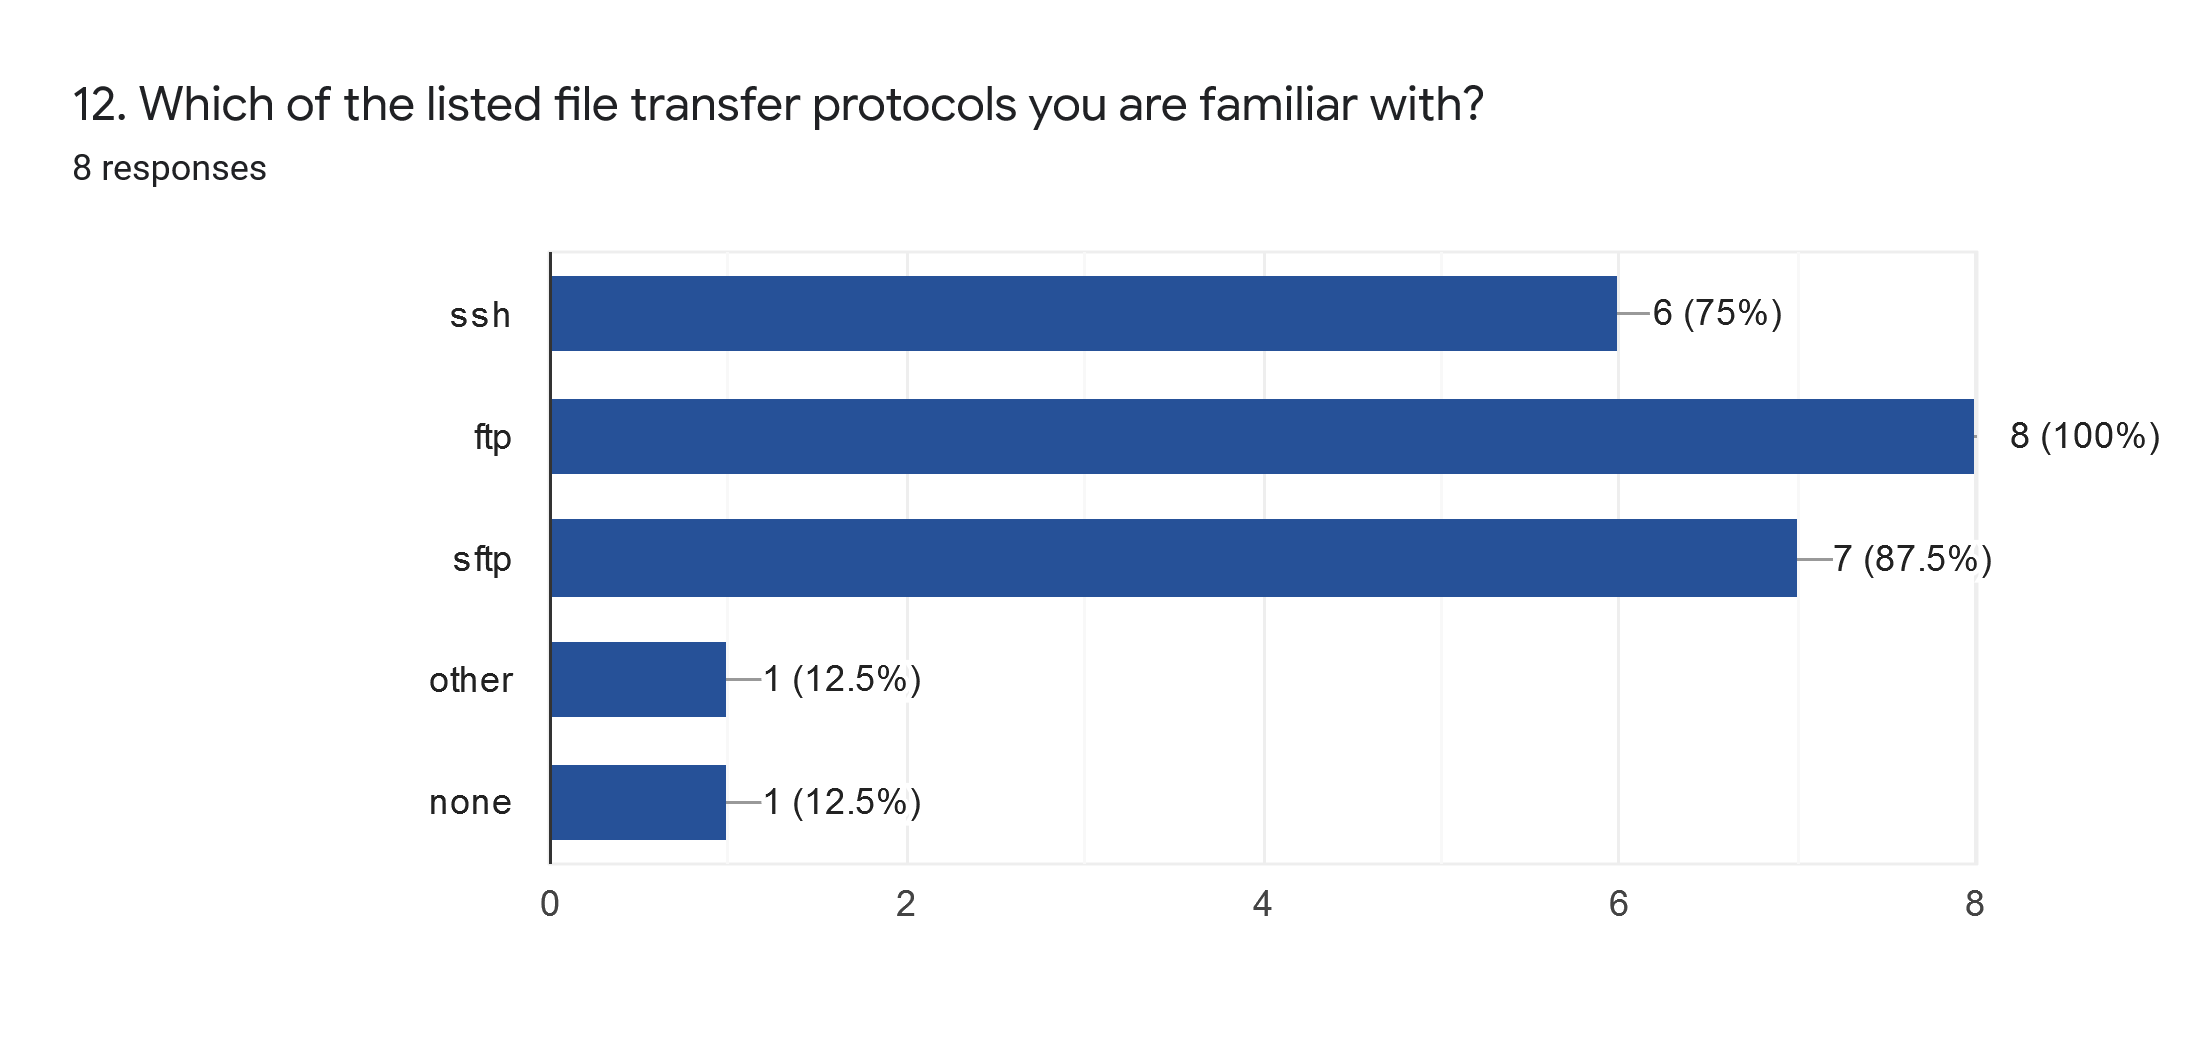 12. Which of the listed file transfer protocols you are familiar with?
8 responses
ssh
6 (75%)
ftp
8 (100%)
sftp
7 (87.5%)
other
1 (12.5%)
none
1 (12.5%)
0 2 4 6 8